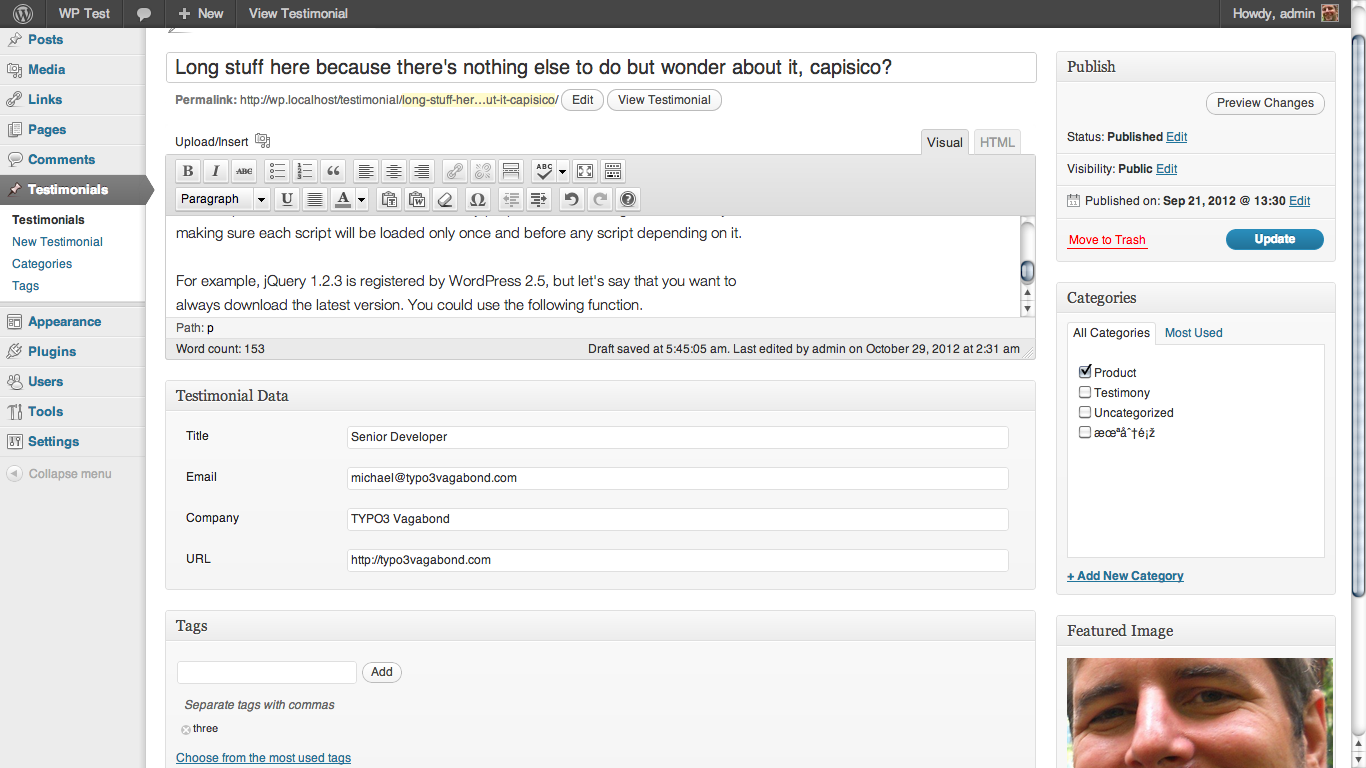 WP Test
New
View Testimonial
Howdy, admin
Posts
Media
Links
Pages
Comments
Testimonials
Testimonials
New Testimonial
Categories
Tags
Appearance
Plugins
Users
Tools
Settings
Collapse menu
Long stuff here because there's nothing else to do but wonder about it, capisico?
Permalink: http://wp.localhost/testimonial/long-stuff-her…ut-it-capisico/ Edit View Testimonial
Upload/Insert
Visual HTML
B I ABC ABC
Paragraph U A Ω
making sure each script will be loaded only once and before any script depending on it.
For example, jQuery 1.2.3 is registered by WordPress 2.5, but let's say that you want to
always download the latest version. You could use the following function.
Path: p
Word count: 153 Draft saved at 5:45:05 am. Last edited by admin on October 29, 2012 at 2:31 am
Testimonial Data
Title Senior Developer
Email michael@typo3vagabond.com
Company TYPO3 Vagabond
URL http://typo3vagabond.com
Tags
Add
Separate tags with commas
three
Choose from the most used tags
Publish
Preview Changes
Status: Published Edit
Visibility: Public Edit
Published on: Sep 21, 2012 @ 13:30 Edit
Move to Trash Update
Categories
All Categories Most Used
Product
Testimony
Uncategorized
+ Add New Category
Featured Image